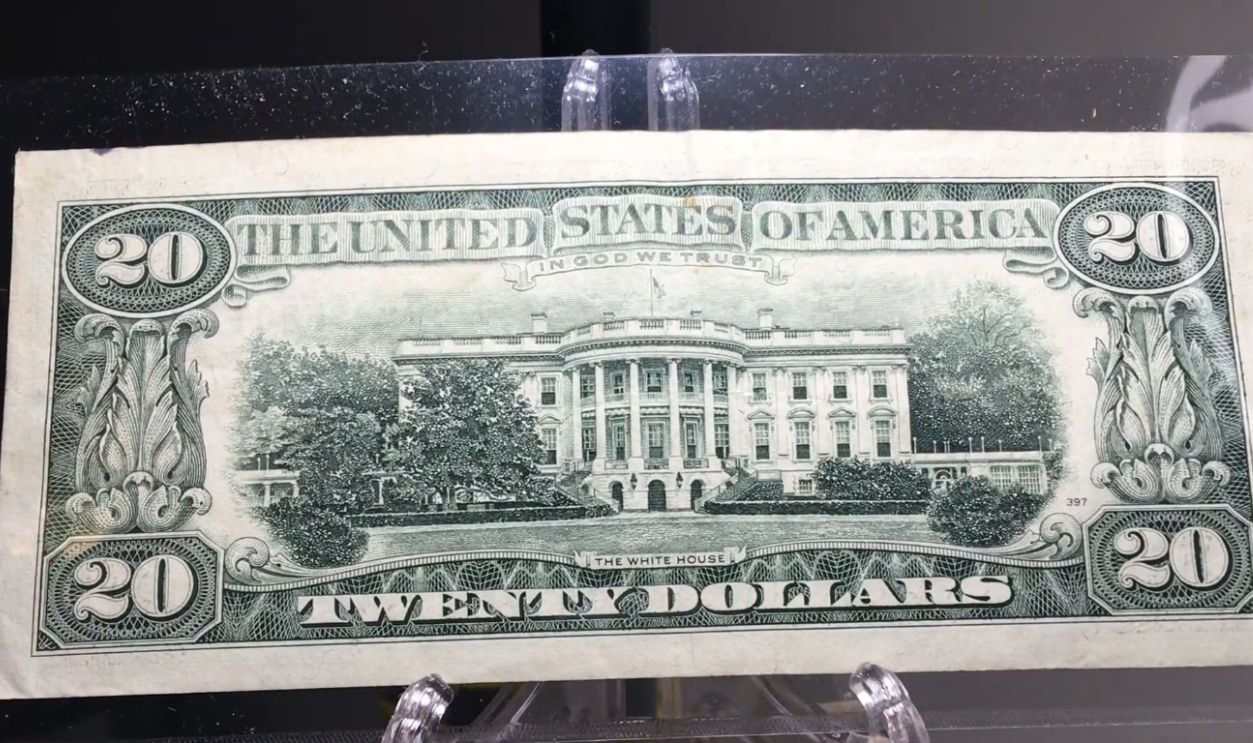 20 THE UNITED STATES OF AMERICA 20
IN GOD WE TRUST
397
THE WHITE HOUSE
20 TWENTY DOLLARS 20